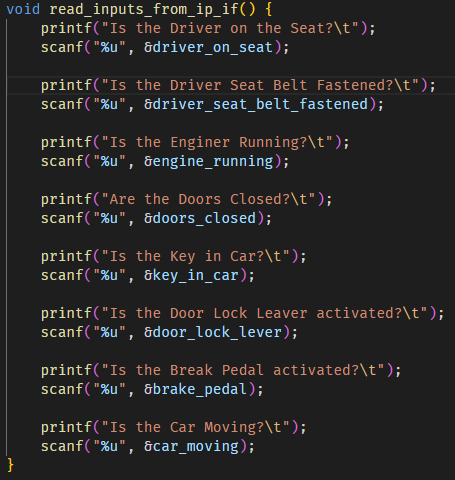 void read_inputs_from_ip_if() {
    printf("Is the Driver on the Seat?\t");
    scanf("%u", &driver_on_seat);

    printf("Is the Driver Seat Belt Fastened?\t");
    scanf("%u", &driver_seat_belt_fastened);

    printf("Is the Enginer Running?\t");
    scanf("%u", &engine_running);

    printf("Are the Doors Closed?\t");
    scanf("%u", &doors_closed);

    printf("Is the Key in Car?\t");
    scanf("%u", &key_in_car);

    printf("Is the Door Lock Leaver activated?\t");
    scanf("%u", &door_lock_lever);

    printf("Is the Break Pedal activated?\t");
    scanf("%u", &brake_pedal);

    printf("Is the Car Moving?\t");
    scanf("%u", &car_moving);
}